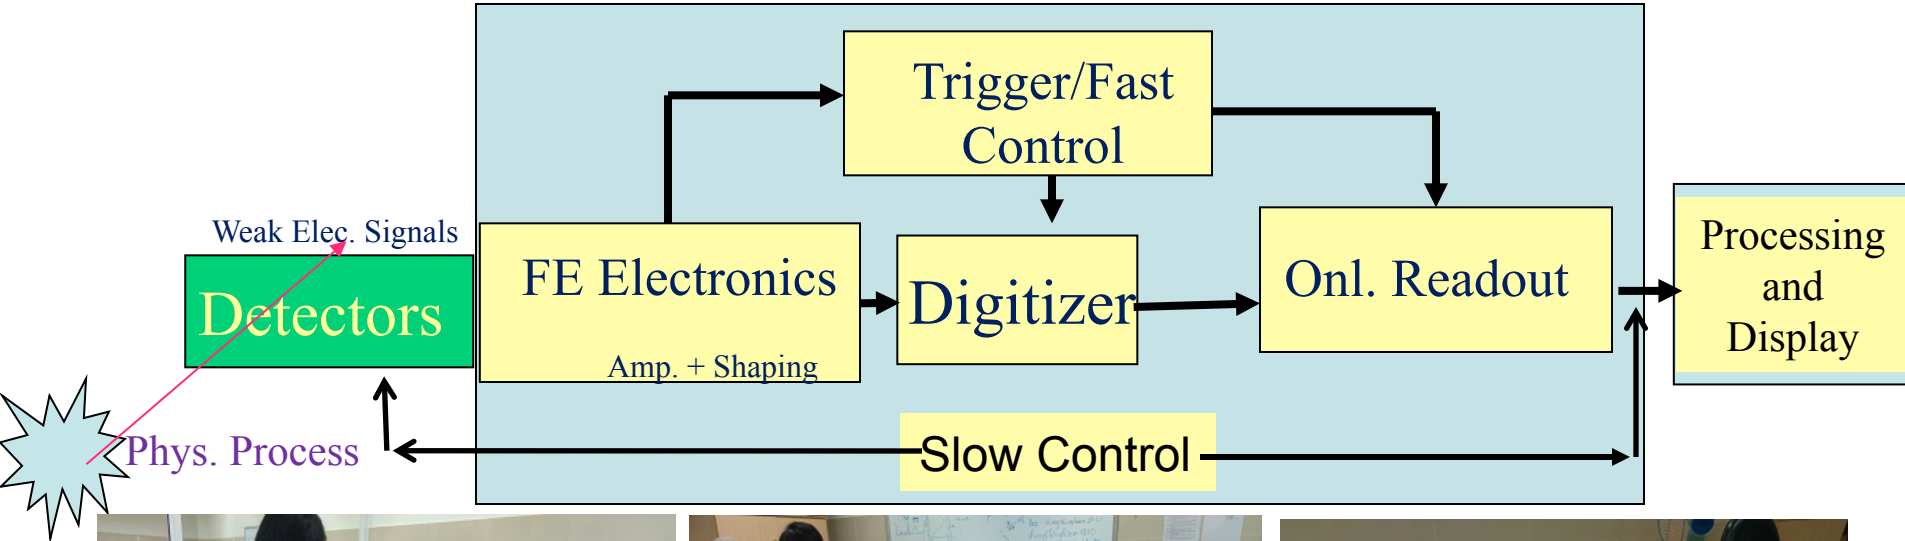 Trigger/Fast
Control
Weak Elec. Signals
Detectors
FE Electronics
Amp. + Shaping
Digitizer
Onl. Readout
Processing
and
Display
Phys. Process
Slow Control